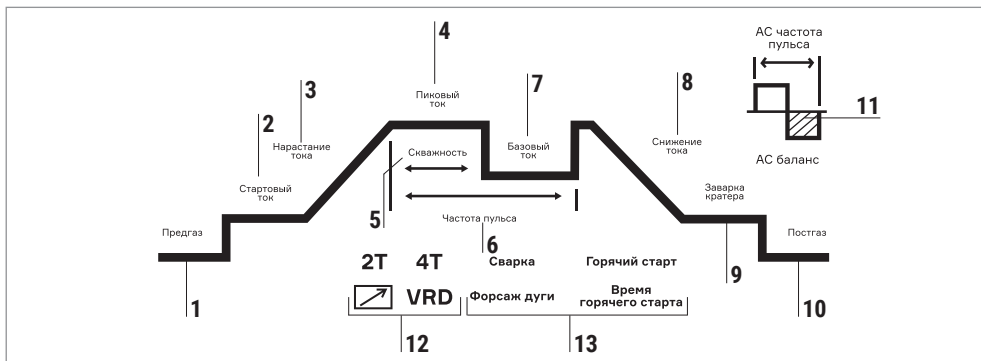 4
АС частота
пульса
3
7
8
Пиковый
ток
2
11
Нарастание
тока
Скважность
Базовый
ток
Снижение
тока
АС баланс
Стартовый
ток
Заварка
кратера
5
Частота пульса
Предгаз
Постгаз
6
2T
4T
Сварка
Горячий старт
9
1
VRD
Форсаж дуги
Время
горячего старта
10
12
13